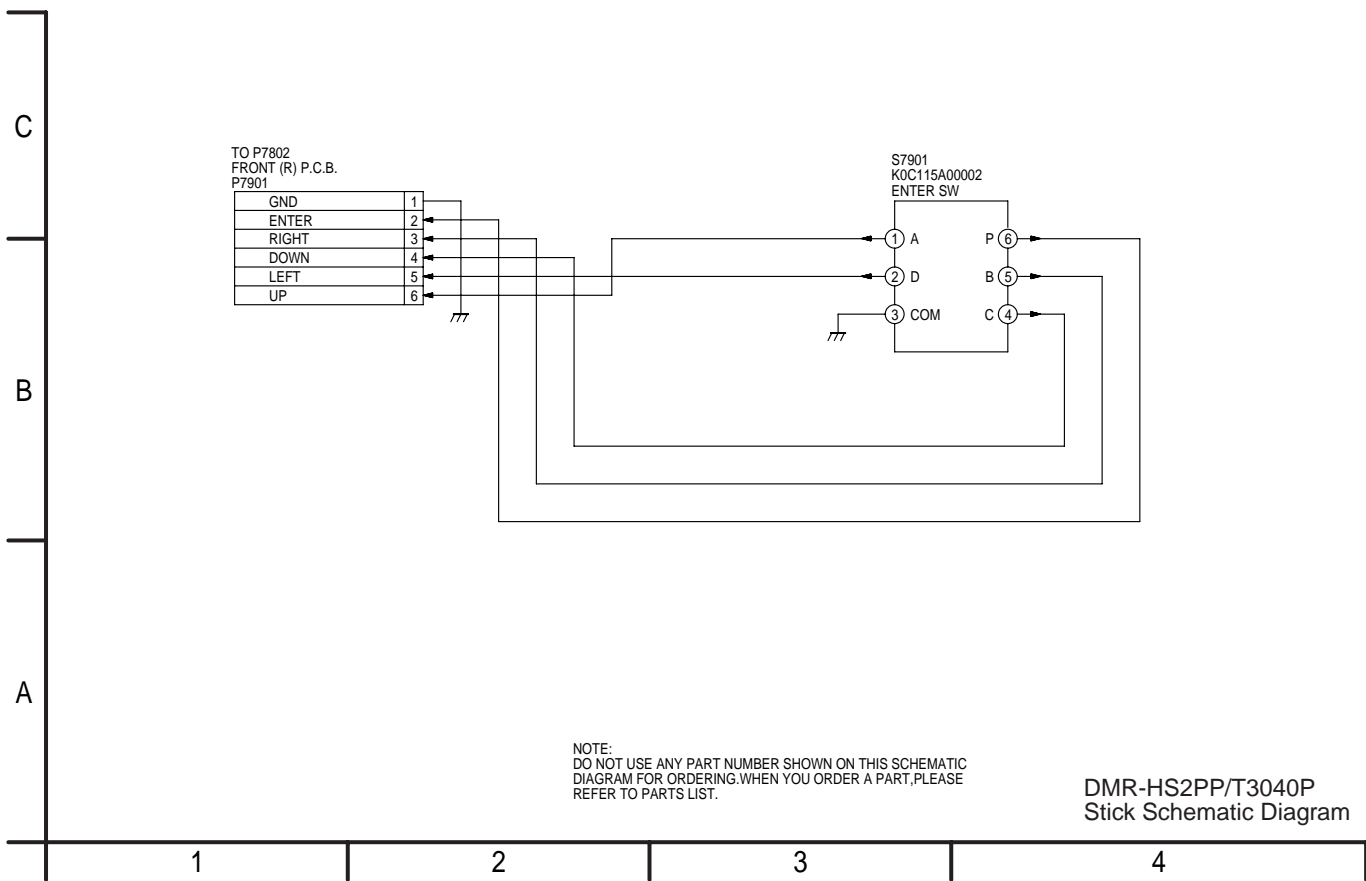 C
TO P7802
FRONT (R) P.C.B.
P7901
GND 1
ENTER 2
RIGHT 3
DOWN 4
LEFT 5
UP 6
S7901
K0C115A00002
ENTER SW
1 A P 6
2 D B 5
3 COM C 4
B
A
NOTE:
DO NOT USE ANY PART NUMBER SHOWN ON THIS SCHEMATIC
DIAGRAM FOR ORDERING.WHEN YOU ORDER A PART,PLEASE
REFER TO PARTS LIST.
DMR-HS2PP/T3040P
Stick Schematic Diagram
1 2 3 4